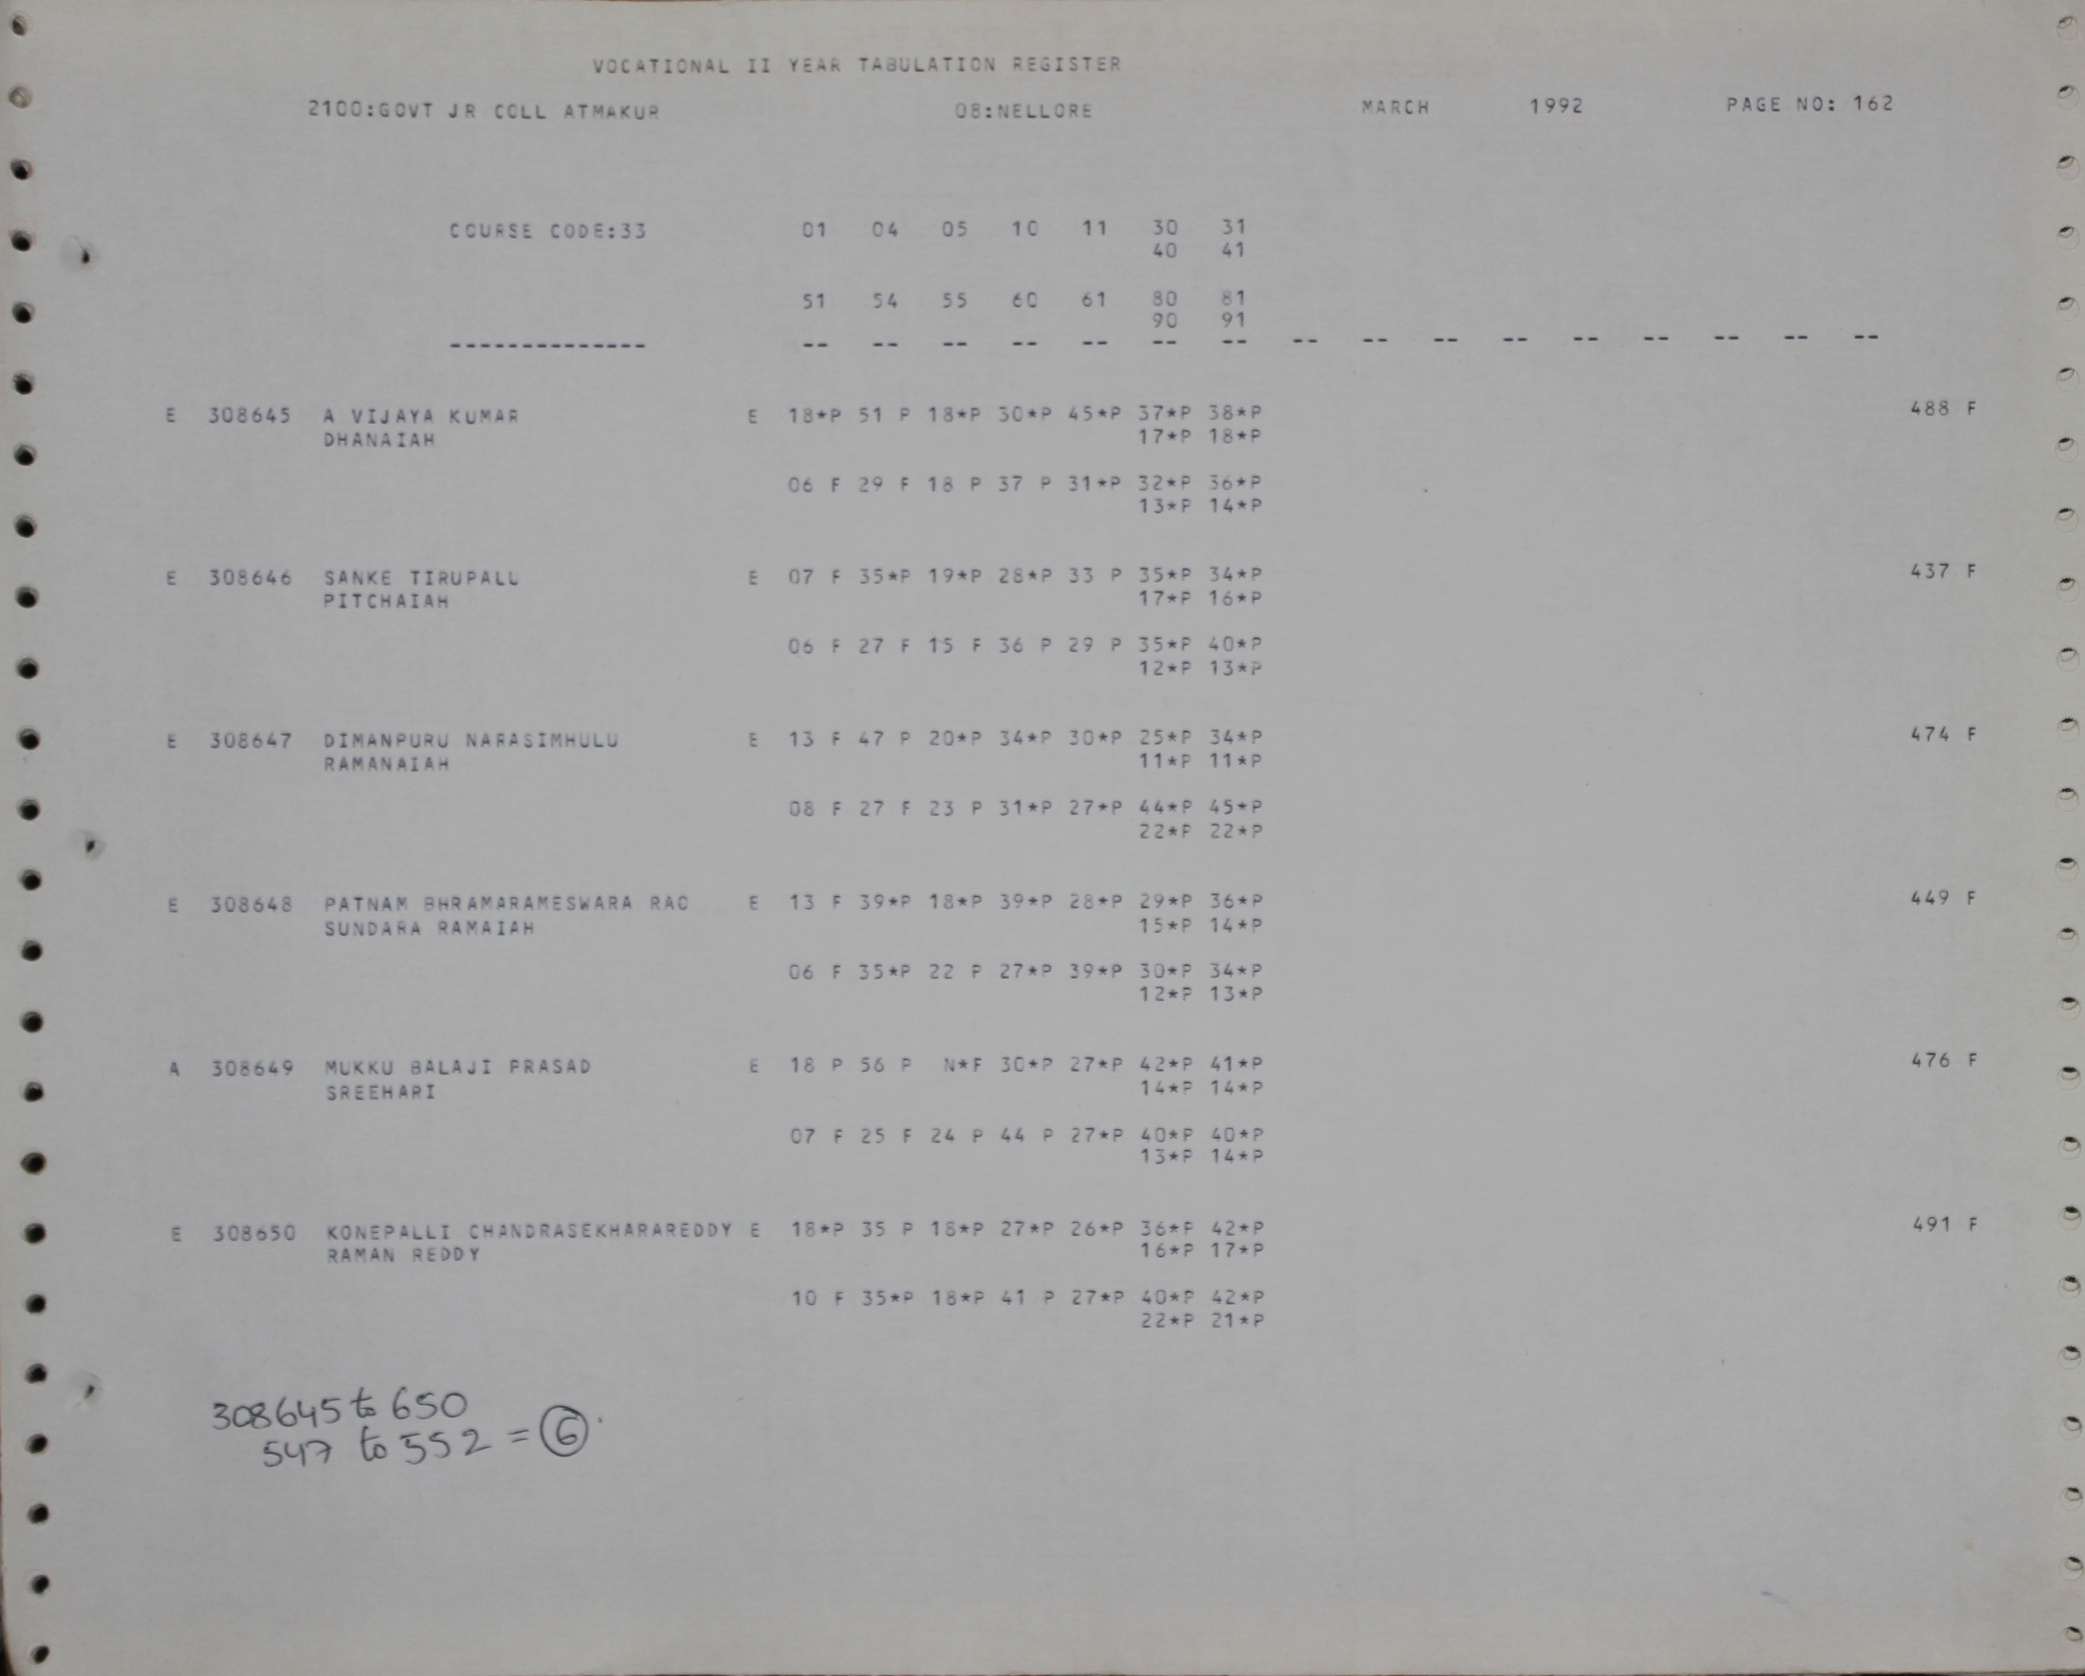 VOCATIONAL II YEAR TABULATION REGISTER
2100:GOVT JR COLL ATMAKUR 08:NELLORE MARCH 1992 PAGE NO: 162
COURSE CODE:33 01 04 05 10 11 30 31
40 41
51 54 55 60 61 80 81
90 91
-------------- -- -- -- -- -- -- -- -- -- -- -- -- -- -- -- --
E 308645 A VIJAYA KUMAR E 18*P 51 P 18*P 30*P 45*P 37*P 38*P 488 F
DHANAIAH 17*P 18*P
06 F 29 F 18 P 37 P 31*P 32*P 36*P
13*P 14*P
E 308646 SANKE TIRUPALU E 07 F 35*P 19*P 28*P 33 P 35*P 34*P 437 F
PITCHAIAH 17*P 16*P
06 F 27 F 15 F 36 P 29 P 35*P 40*P
12*P 13*P
E 308647 DIMANPURU NARASIMHULU E 13 F 47 P 20*P 34*P 30*P 25*P 34*P 474 F
RAMANAIAH 11*P 11*P
08 F 27 F 23 P 31*P 27*P 44*P 45*P
22*P 22*P
E 308648 PATNAM BHRAMARAMESWARA RAO E 13 F 39*P 18*P 39*P 28*P 29*P 36*P 449 F
SUNDARA RAMAIAH 15*P 14*P
06 F 35*P 22 P 27*P 39*P 30*P 34*P
12*P 13*P
A 308649 MUKKU BALAJI PRASAD E 18 P 56 P N*F 30*P 27*P 42*P 41*P 476 F
SREEHARI 14*P 14*P
07 F 25 F 24 P 44 P 27*P 40*P 40*P
13*P 14*P
E 308650 KONEPALLI CHANDRASEKHARAREDDY E 18*P 35 P 18*P 27*P 26*P 36*P 42*P 491 F
RAMAN REDDY 16*P 17*P
10 F 35*P 18*P 41 P 27*P 40*P 42*P
22*P 21*P
308645 to 650
547 to 552 = 6